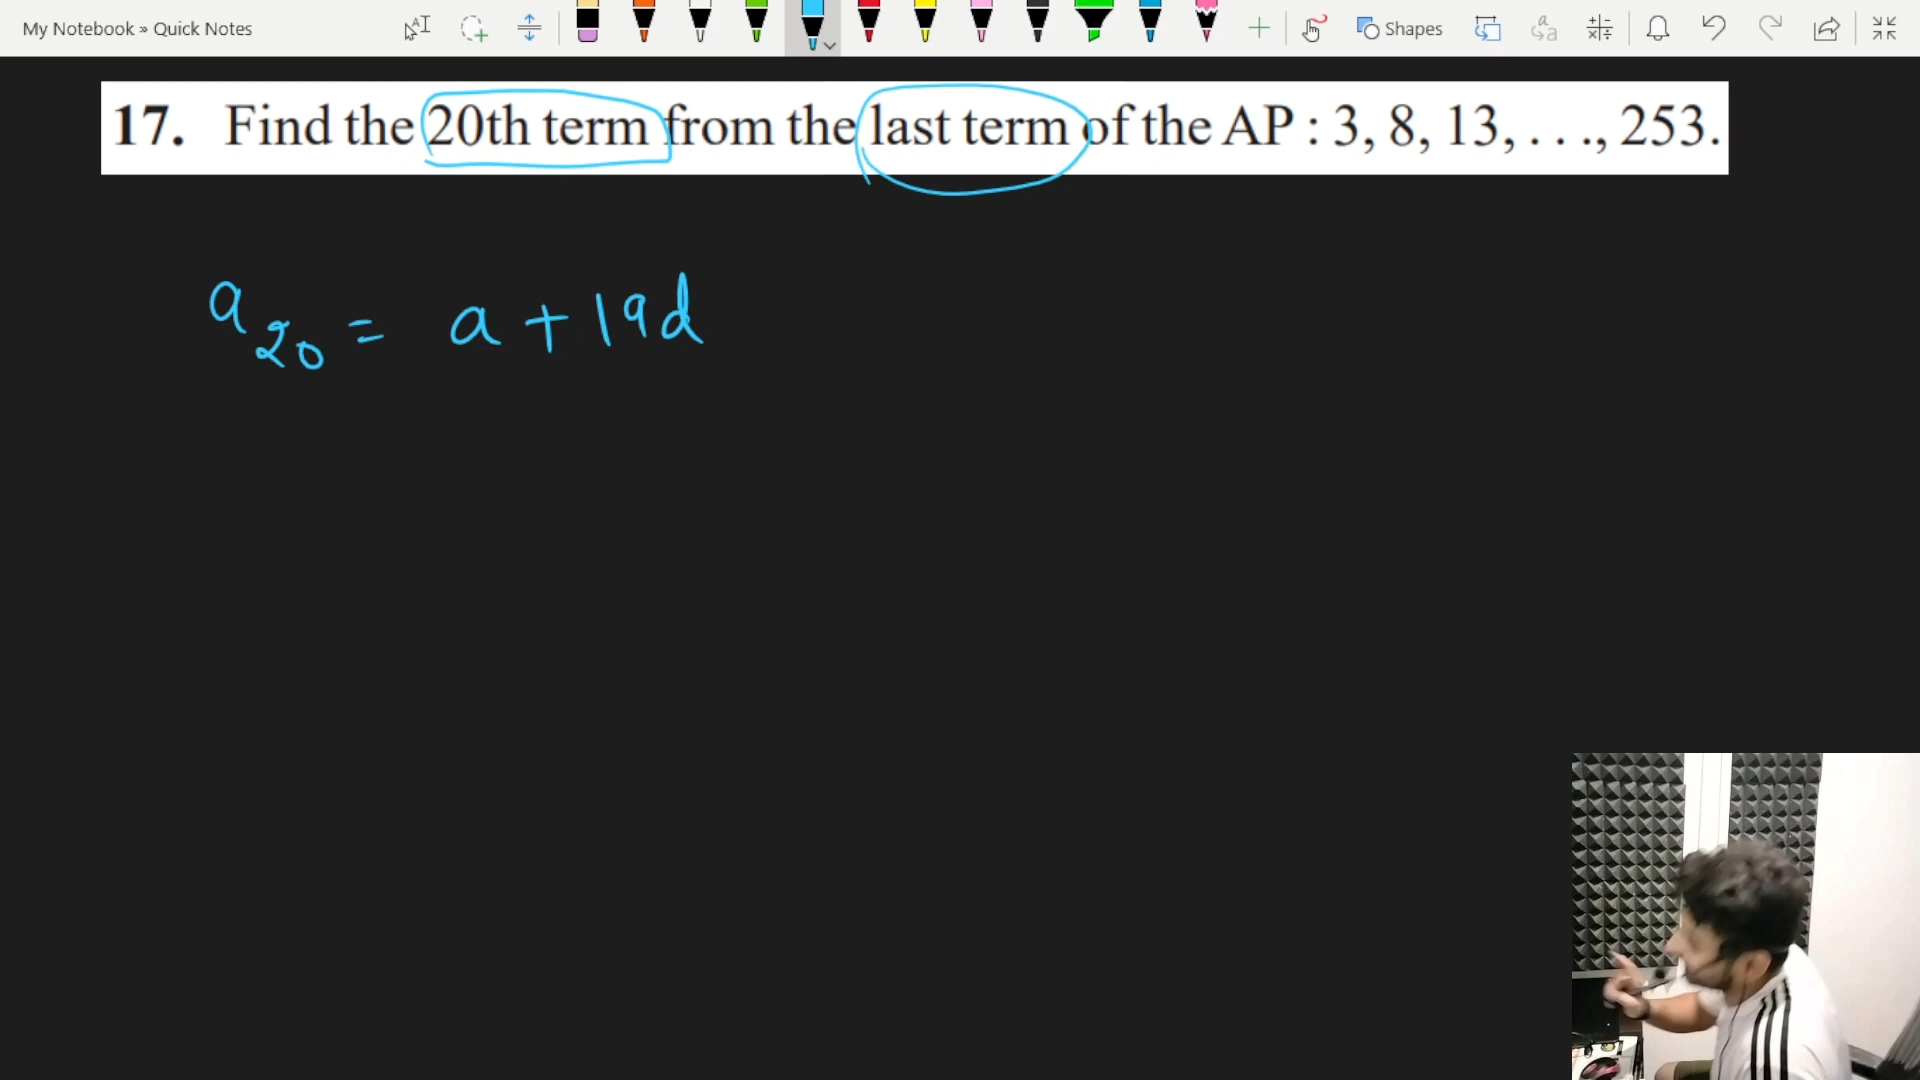 My Notebook » Quick Notes
Shapes
17. Find the 20th term from the last term of the AP : 3, 8, 13, . . ., 253.
a₂₀ = a + 19d